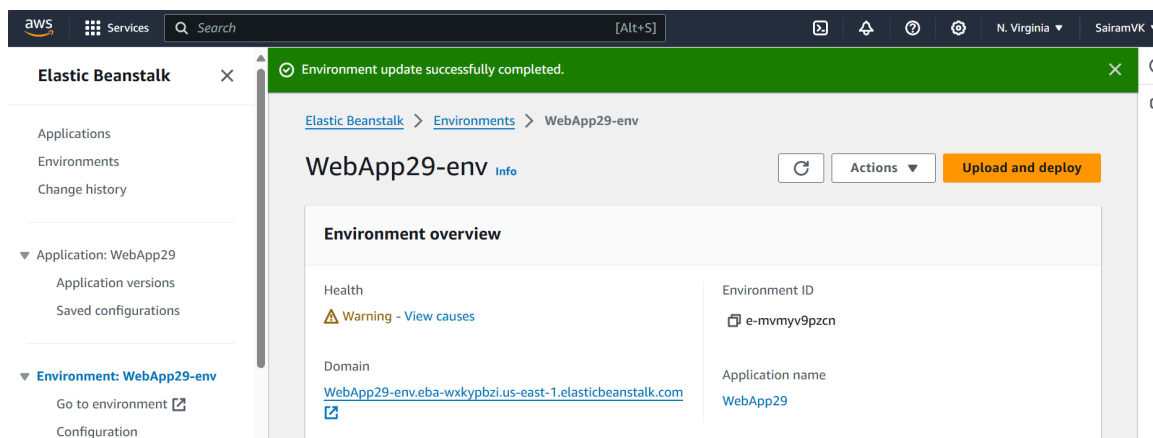 aws
Services
Search
[Alt+S]
N. Virginia
SairamVK
Elastic Beanstalk
Applications
Environments
Change history
Application: WebApp29
Application versions
Saved configurations
Environment: WebApp29-env
Go to environment
Configuration
Environment update successfully completed.
Elastic Beanstalk > Environments > WebApp29-env
WebApp29-env Info
Actions
Upload and deploy
Environment overview
Health
Warning - View causes
Domain
WebApp29-env.eba-wxkypbzi.us-east-1.elasticbeanstalk.com
Environment ID
e-mvmyv9pzcn
Application name
WebApp29